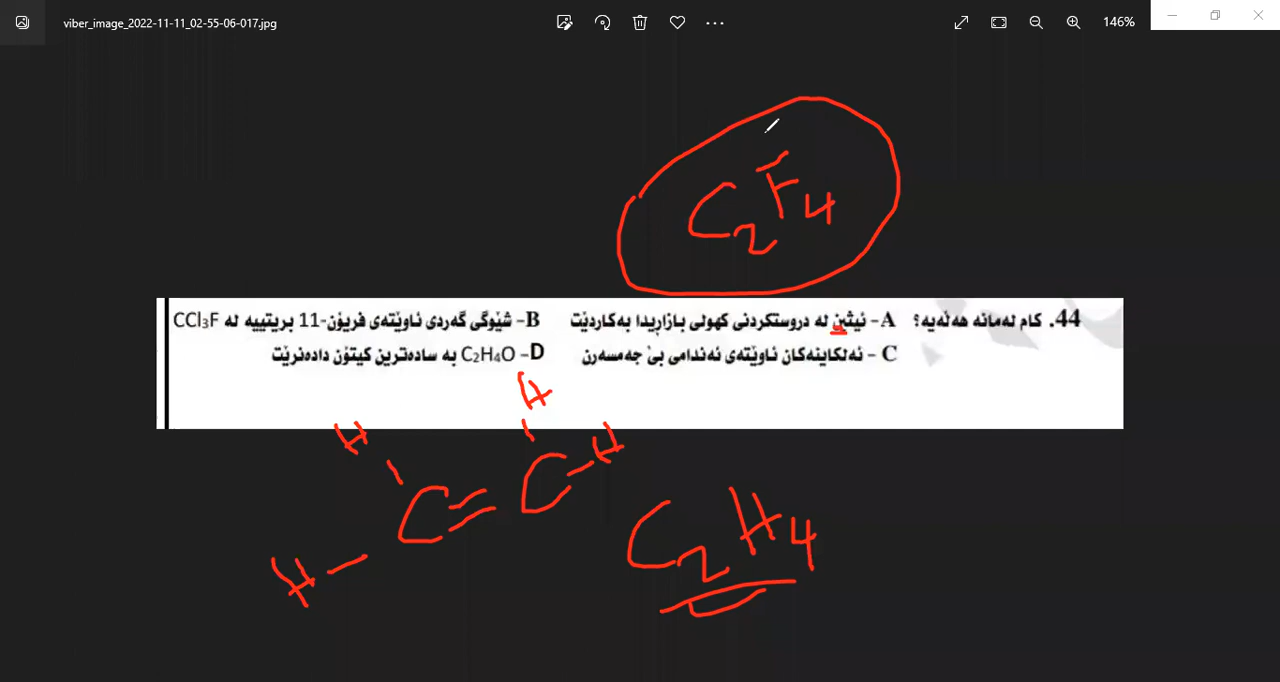 viber_image_2022-11-11_02-55-06-017.jpg
146%
C2F4
44. کام لەمانە هەڵەیە؟ A- ئیثین لە دروستکردنی کهولی بازاڕیدا بەکاردێت B- شێوگی گەردی ئاوێتەی فریۆن-11 بریتییە لە CCl3F
C - ئەلکاینەکان ئاوێتەی ئەندامی بێ جەمسەرن D- C2H4O بە سادەترین کیتۆن دادەنرێت
H
H H
C = C
H
C2H4